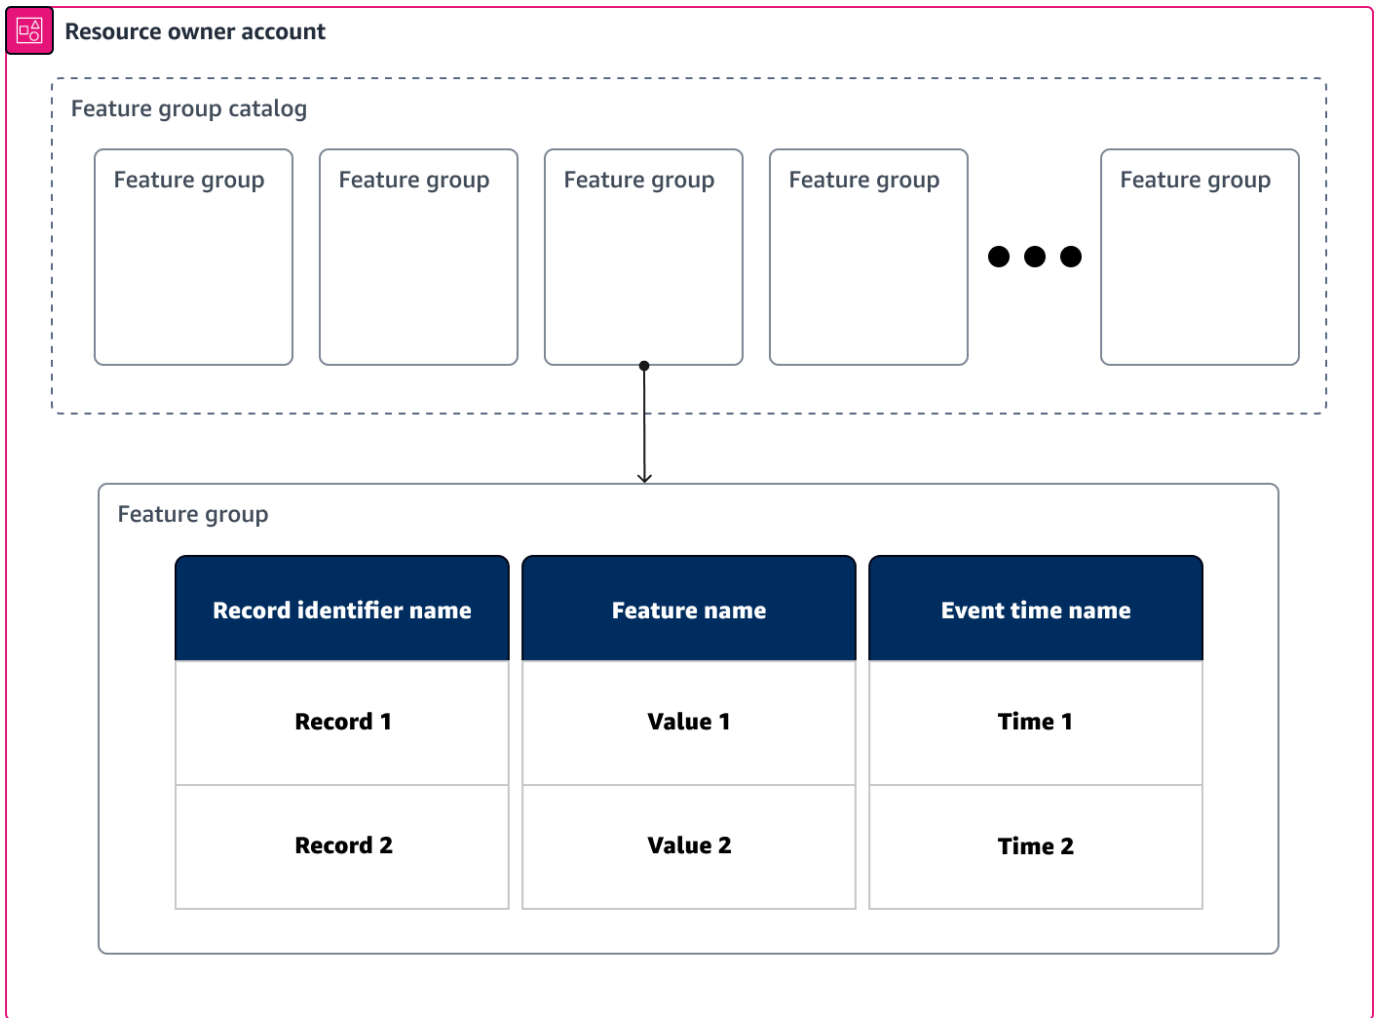 Resource owner account
Feature group catalog
Feature group
Feature group
Feature group
Feature group
Feature group
Feature group
Record identifier name
Feature name
Event time name
Record 1
Value 1
Time 1
Record 2
Value 2
Time 2